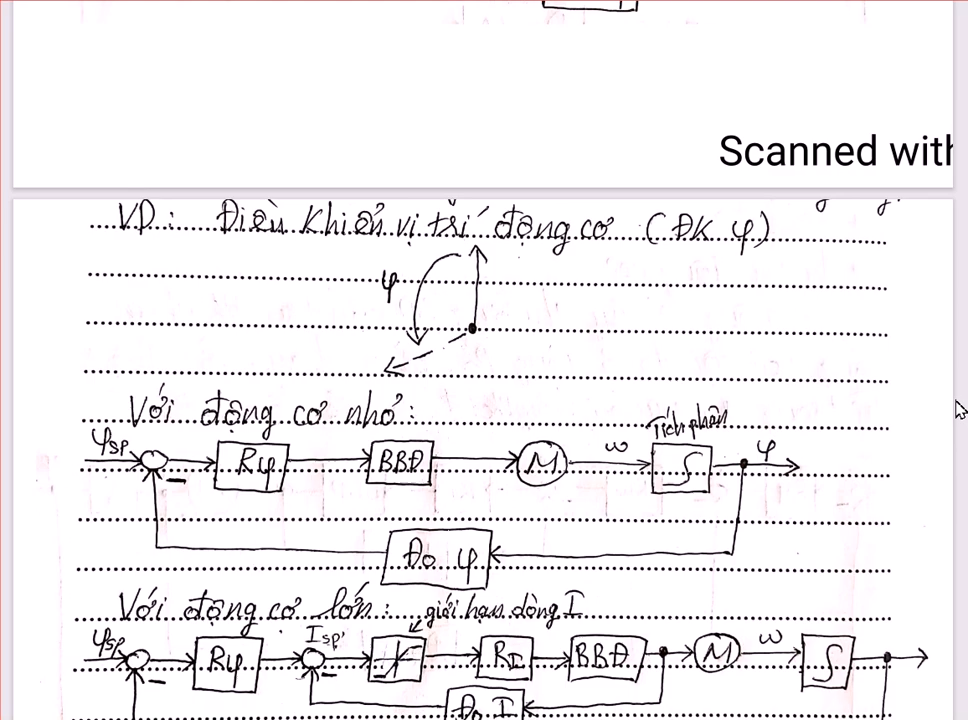 Scanned with
VD: Điều khiển vị trí động cơ (ĐK φ)
φ
Với động cơ nhỏ:
Tích phân
φSP Rφ BBĐ M ω ∫ φ
−
Đo φ
Với động cơ lớn: giới hạn dòng I
φSP Rφ ISP RI BBĐ M ω ∫
− −
Đo I